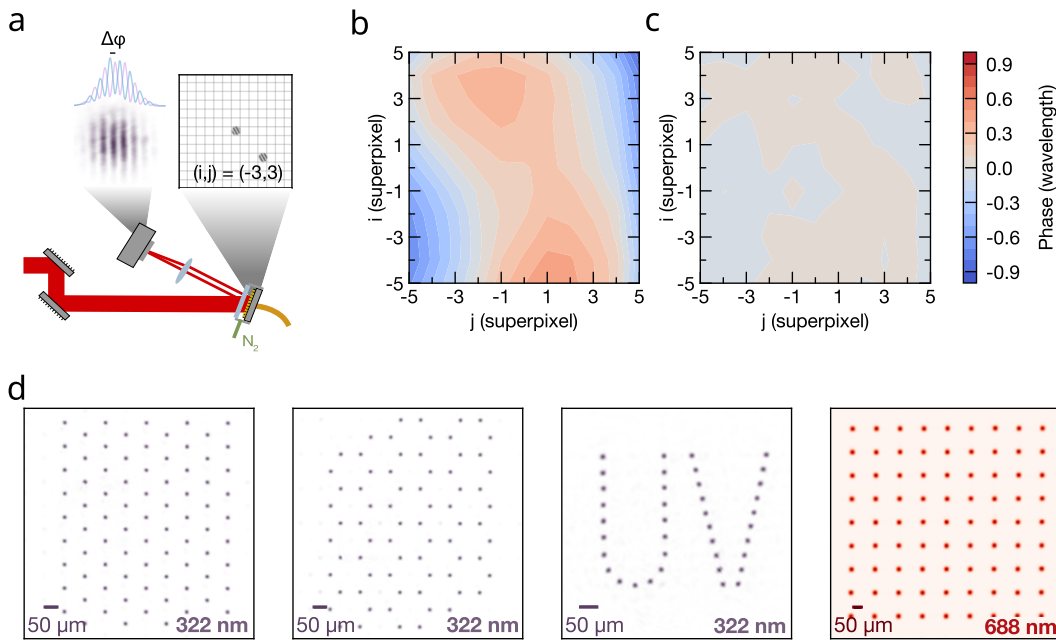 a
Δφ
(i,j) = (-3,3)
N2
b
5
3
1
-1
-3
-5
i (superpixel)
-5 -3 -1 1 3 5
j (superpixel)
c
5
3
1
-1
-3
-5
i (superpixel)
-5 -3 -1 1 3 5
j (superpixel)
0.9
0.6
0.3
0.0
-0.3
-0.6
-0.9
Phase (wavelength)
d
50 μm 322 nm
50 μm 322 nm
50 μm 322 nm
50 μm 688 nm